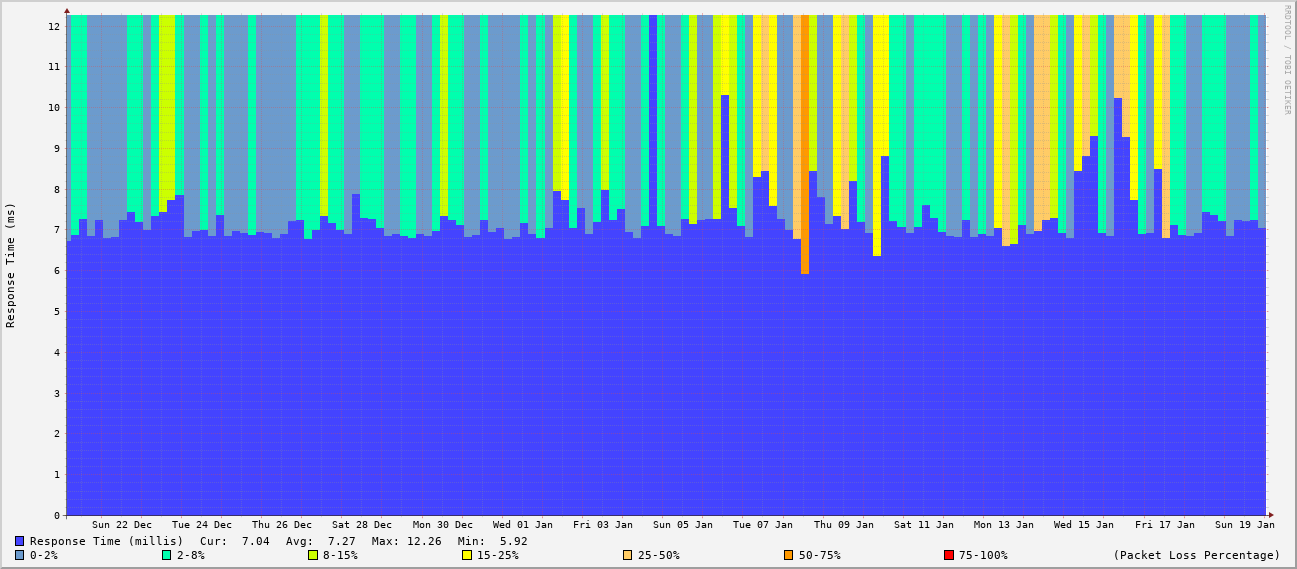 RRDTOOL / TOBI OETIKER
Response Time (ms)
12
11
10
9
8
7
6
5
4
3
2
1
0
Sun 22 Dec Tue 24 Dec Thu 26 Dec Sat 28 Dec Mon 30 Dec Wed 01 Jan Fri 03 Jan Sun 05 Jan Tue 07 Jan Thu 09 Jan Sat 11 Jan Mon 13 Jan Wed 15 Jan Fri 17 Jan Sun 19 Jan
Response Time (millis) Cur: 7.04 Avg: 7.27 Max: 12.26 Min: 5.92
0-2% 2-8% 8-15% 15-25% 25-50% 50-75% 75-100% (Packet Loss Percentage)